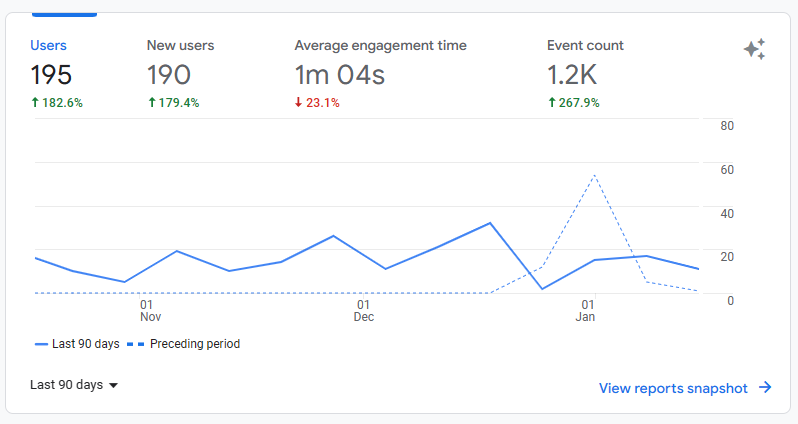 Users
195
↑ 182.6%
New users
190
↑ 179.4%
Average engagement time
1m 04s
↓ 23.1%
Event count
1.2K
↑ 267.9%
80
60
40
20
0
01
Nov
01
Dec
01
Jan
Last 90 days
Preceding period
Last 90 days
View reports snapshot